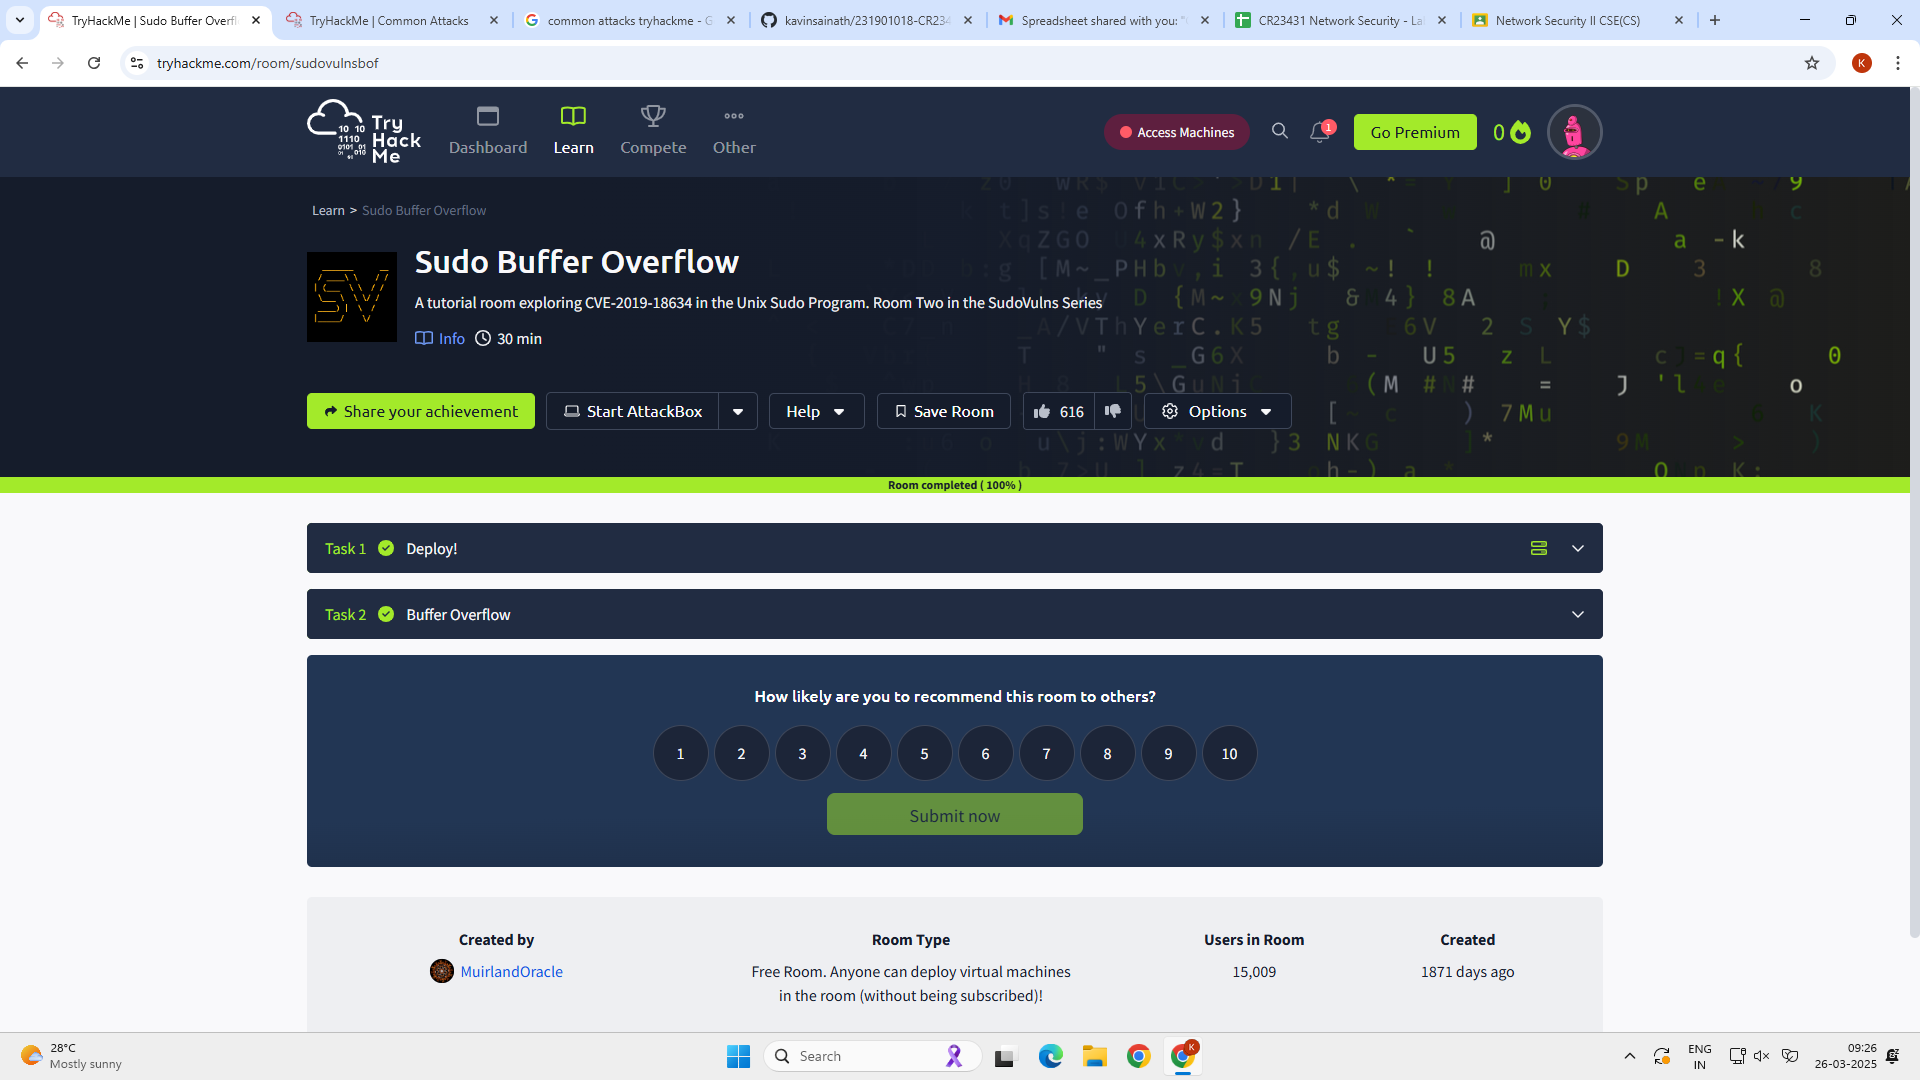 TryHackMe | Sudo Buffer Overfl
TryHackMe | Common Attacks
common attacks tryhackme - G
kavinsainath/231901018-CR234
Spreadsheet shared with you: "
CR23431 Network Security - La
Network Security II CSE(CS)
tryhackme.com/room/sudovulnsbof
K
Try
Hack
Me
Dashboard
Learn
Compete
Other
Access Machines
1
Go Premium
0
Learn > Sudo Buffer Overflow
Sudo Buffer Overflow
A tutorial room exploring CVE-2019-18634 in the Unix Sudo Program. Room Two in the SudoVulns Series
Info
30 min
SV
Share your achievement
Start AttackBox
Help
Save Room
616
Options
Room completed ( 100% )
Task 1
Deploy!
Task 2
Buffer Overflow
How likely are you to recommend this room to others?
1 2 3 4 5 6 7 8 9 10
Submit now
Created by
MuirlandOracle
Room Type
Free Room. Anyone can deploy virtual machines
in the room (without being subscribed)!
Users in Room
15,009
Created
1871 days ago
28°C
Mostly sunny
Search
K
ENG
IN
09:26
26-03-2025